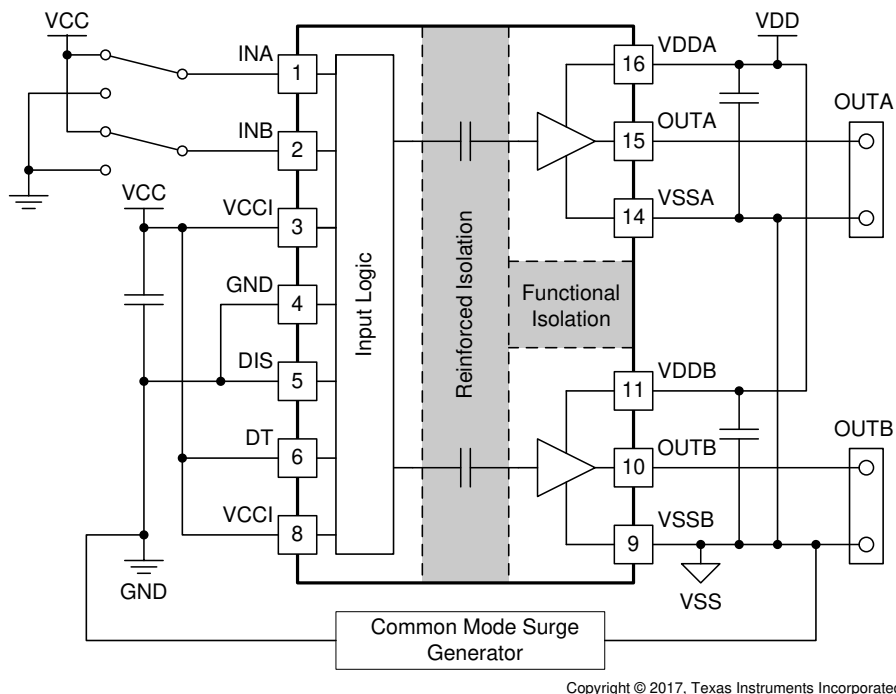 VCC
INA
1
INB
2
VCC
VCCI
3
GND
4
DIS
5
DT
6
VCCI
8
GND
Input Logic
Reinforced Isolation
Functional
Isolation
VDD
VDDA
16
OUTA
15
VSSA
14
OUTA
VDDB
11
OUTB
10
VSSB
9
OUTB
VSS
Common Mode Surge
Generator
Copyright © 2017, Texas Instruments Incorporated